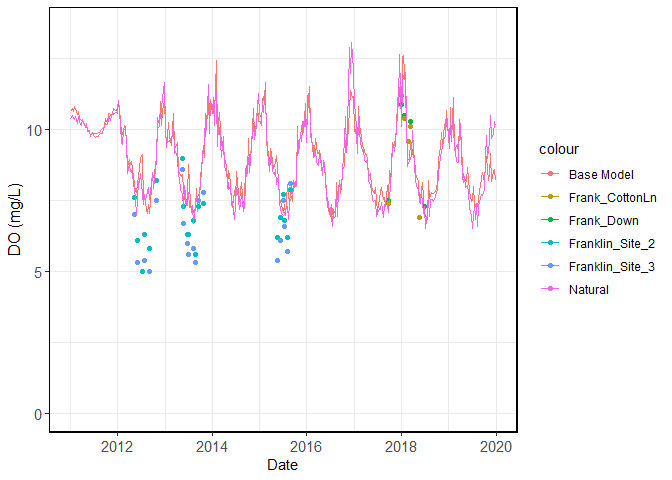 DO (mg/L)
10
5
0
2012
2014
2016
2018
2020
Date
colour
Base Model
Frank_CottonLn
Frank_Down
Franklin_Site_2
Franklin_Site_3
Natural